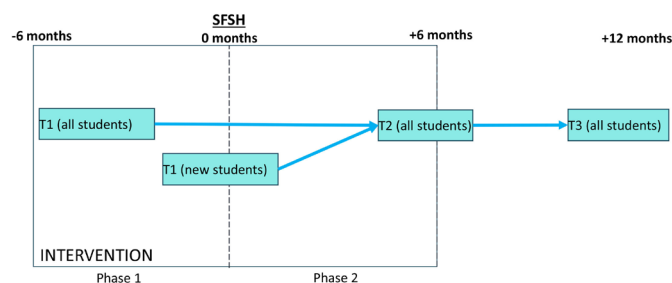 SFSH
-6 months
0 months
+6 months
+12 months
T1 (all students)
T2 (all students)
T3 (all students)
T1 (new students)
INTERVENTION
Phase 1
Phase 2